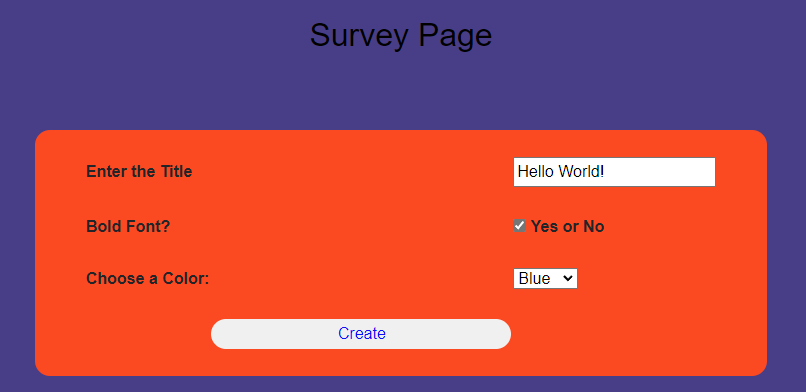 Survey Page
Enter the Title Hello World!
Bold Font? Yes or No
Choose a Color: Blue
Create